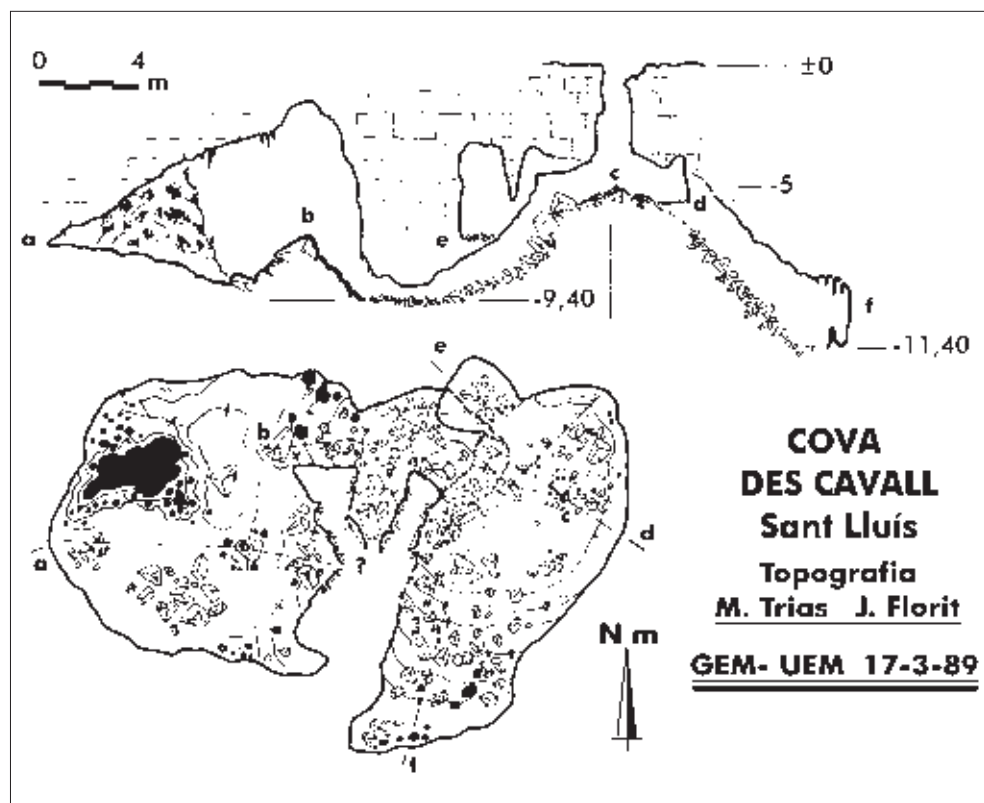 0 4
m
±0
c
-5
d
b
a
e
-9,40
f
-11,40
e
b
c
a
?
d
f
COVA
DES CAVALL
Sant Lluís
Topografia
M. Trias J. Florit
N m
GEM- UEM 17-3-89